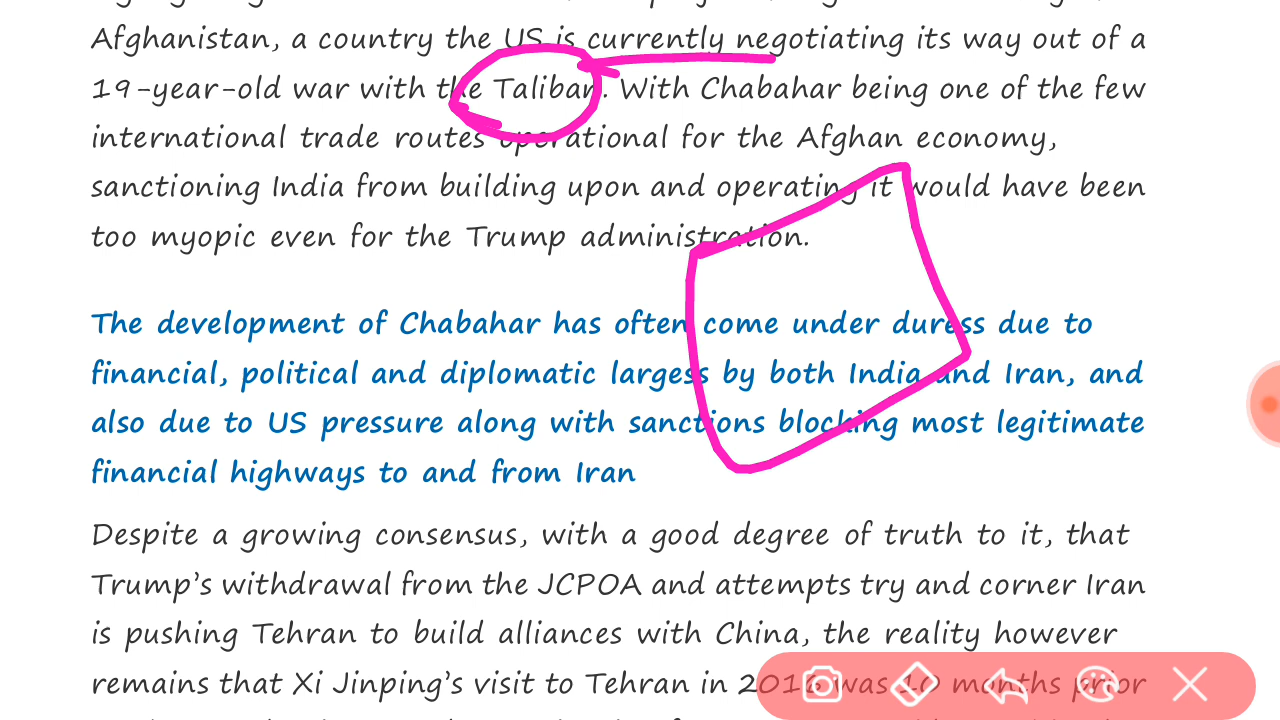 Afghanistan, a country the US is currently negotiating its way out of a
19-year-old war with the Taliban. With Chabahar being one of the few
international trade routes operational for the Afghan economy,
sanctioning India from building upon and operating it would have been
too myopic even for the Trump administration.
The development of Chabahar has often come under duress due to
financial, political and diplomatic largess by both India and Iran, and
also due to US pressure along with sanctions blocking most legitimate
financial highways to and from Iran
Despite a growing consensus, with a good degree of truth to it, that
Trump's withdrawal from the JCPOA and attempts try and corner Iran
is pushing Tehran to build alliances with China, the reality however
remains that Xi Jinping's visit to Tehran in 2016 was 10 months prior